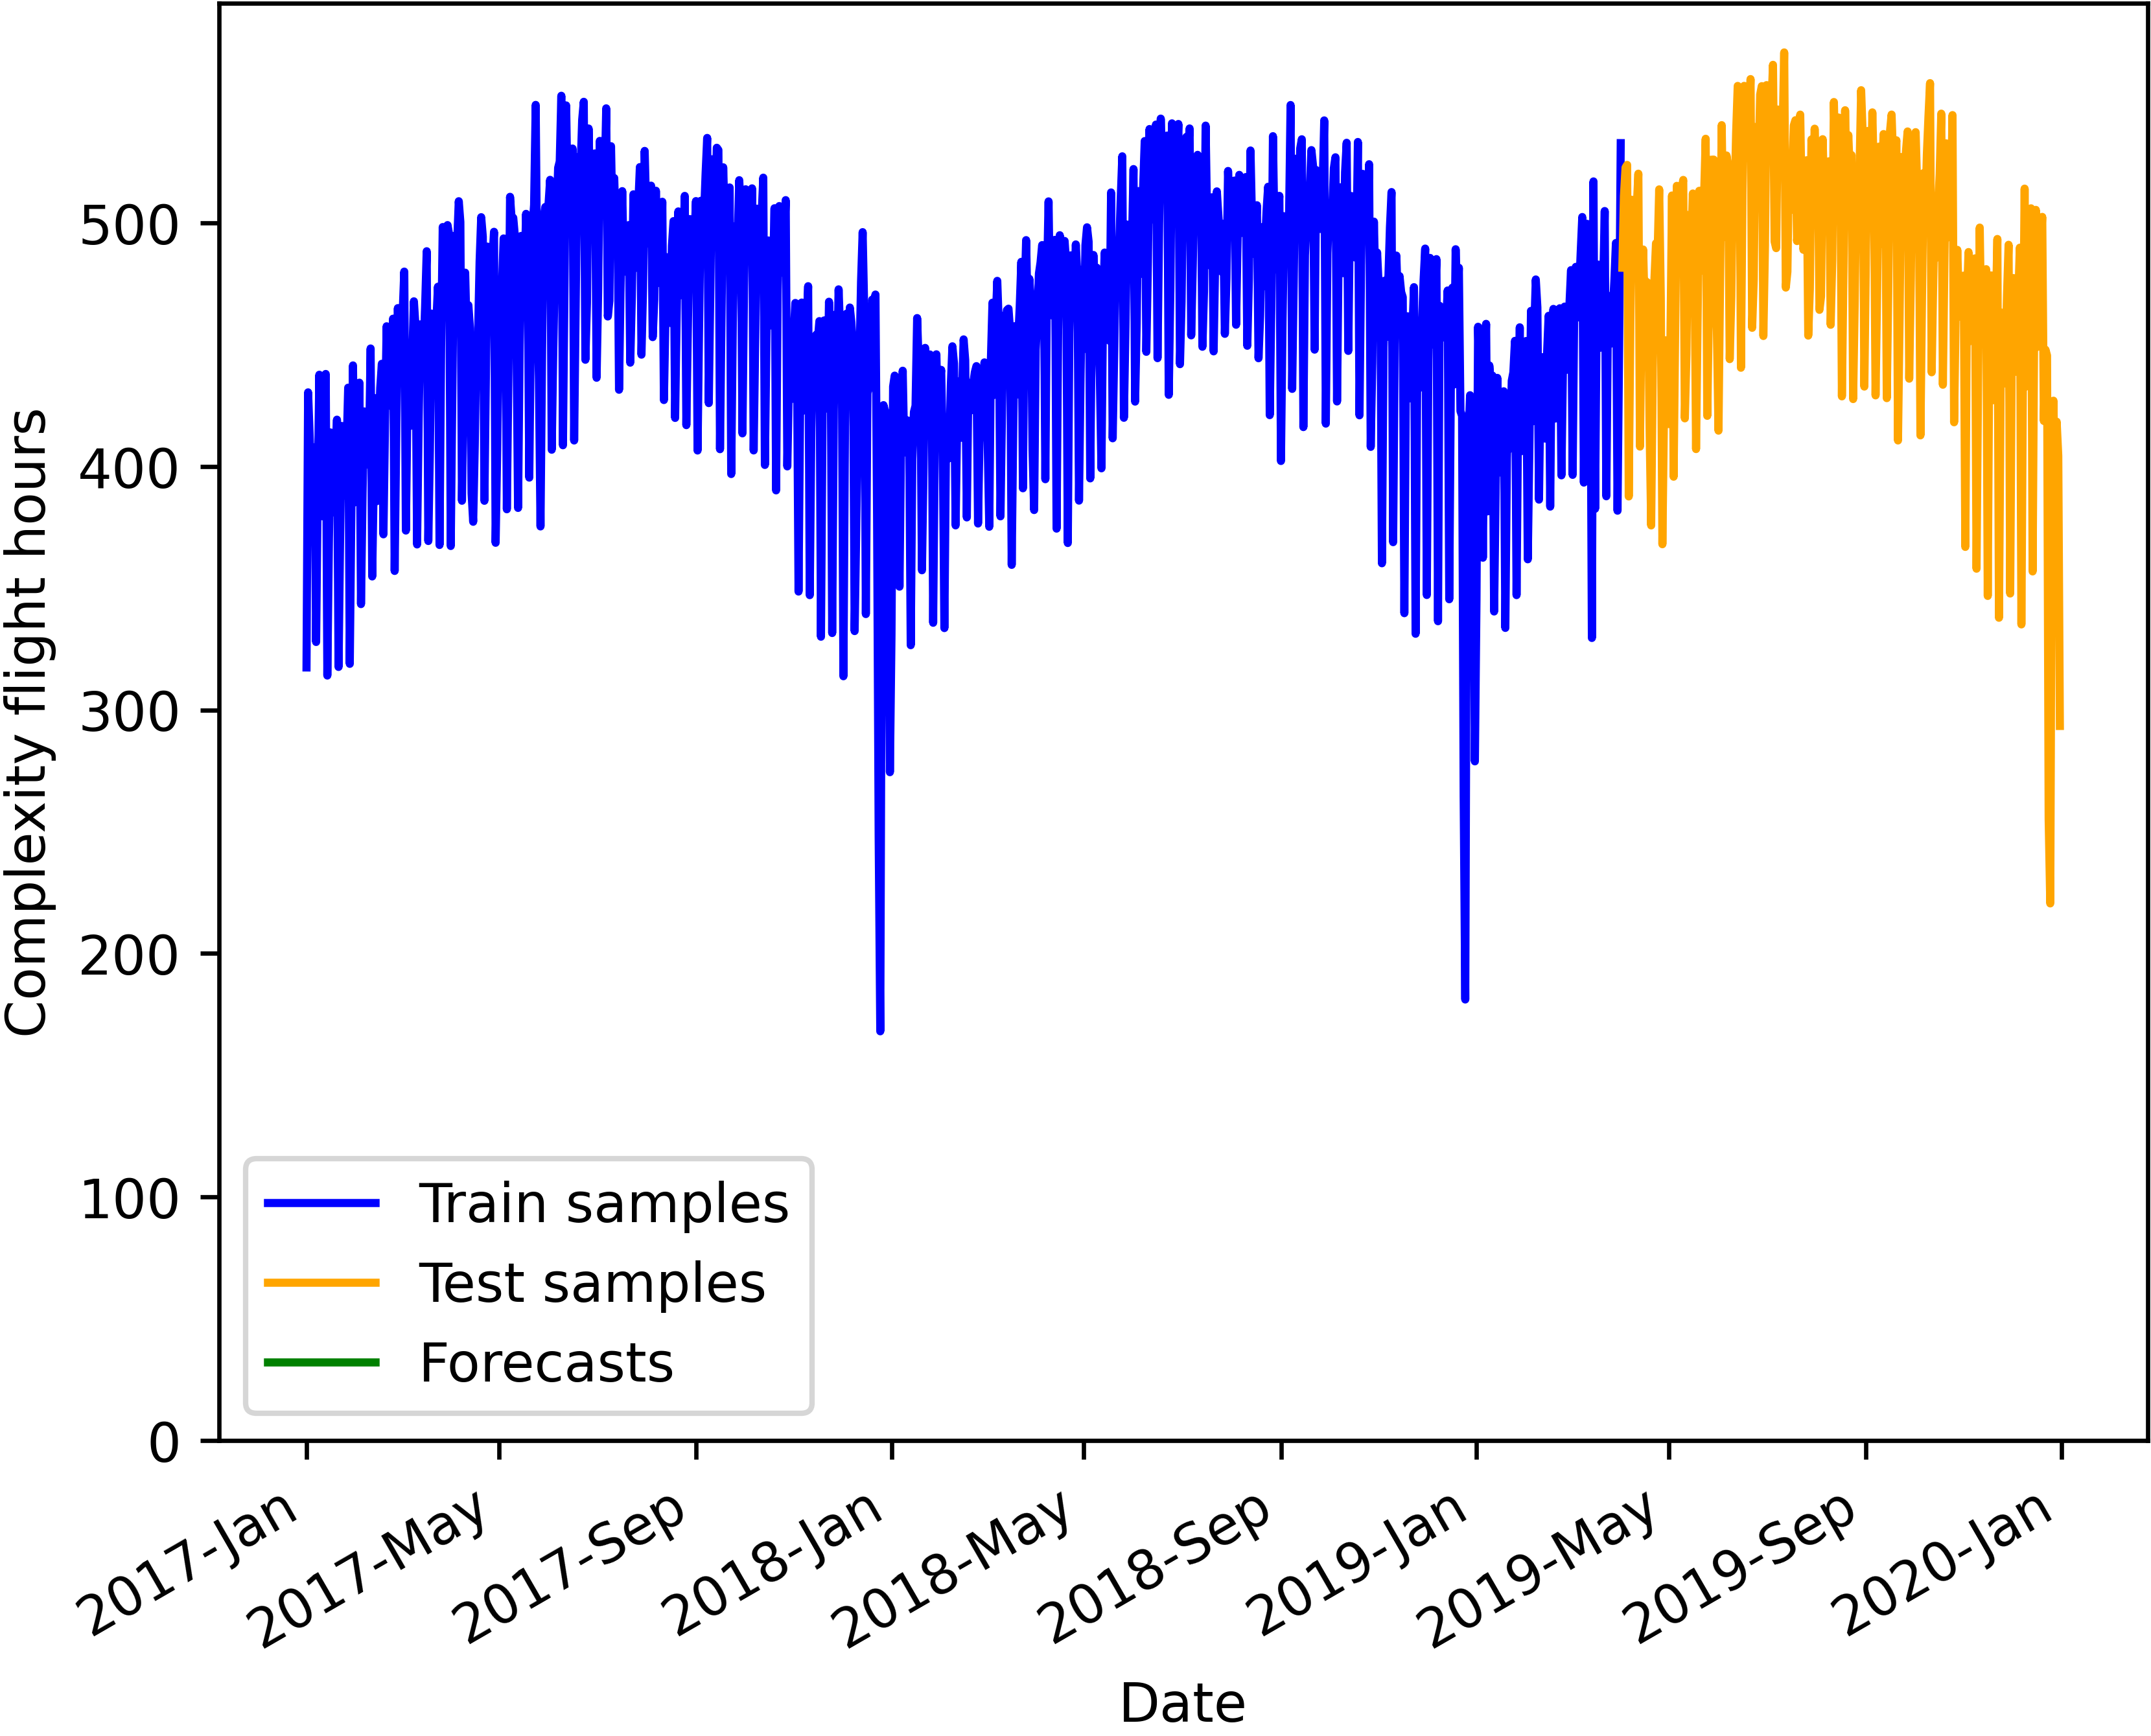 Complexity flight hours
500
400
300
200
100
0
Train samples
Test samples
Forecasts
2017-Jan
2017-May
2017-Sep
2018-Jan
2018-May
2018-Sep
2019-Jan
2019-May
2019-Sep
2020-Jan
Date